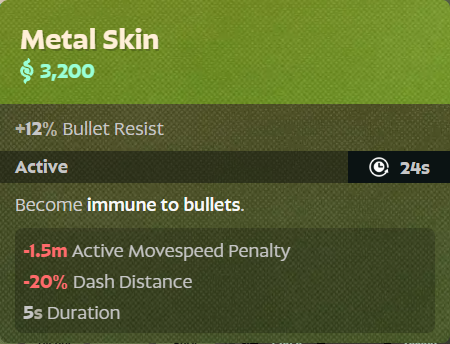 Metal Skin
3,200
+12% Bullet Resist
Active 24s
Become immune to bullets.
-1.5m Active Movespeed Penalty
-20% Dash Distance
5s Duration